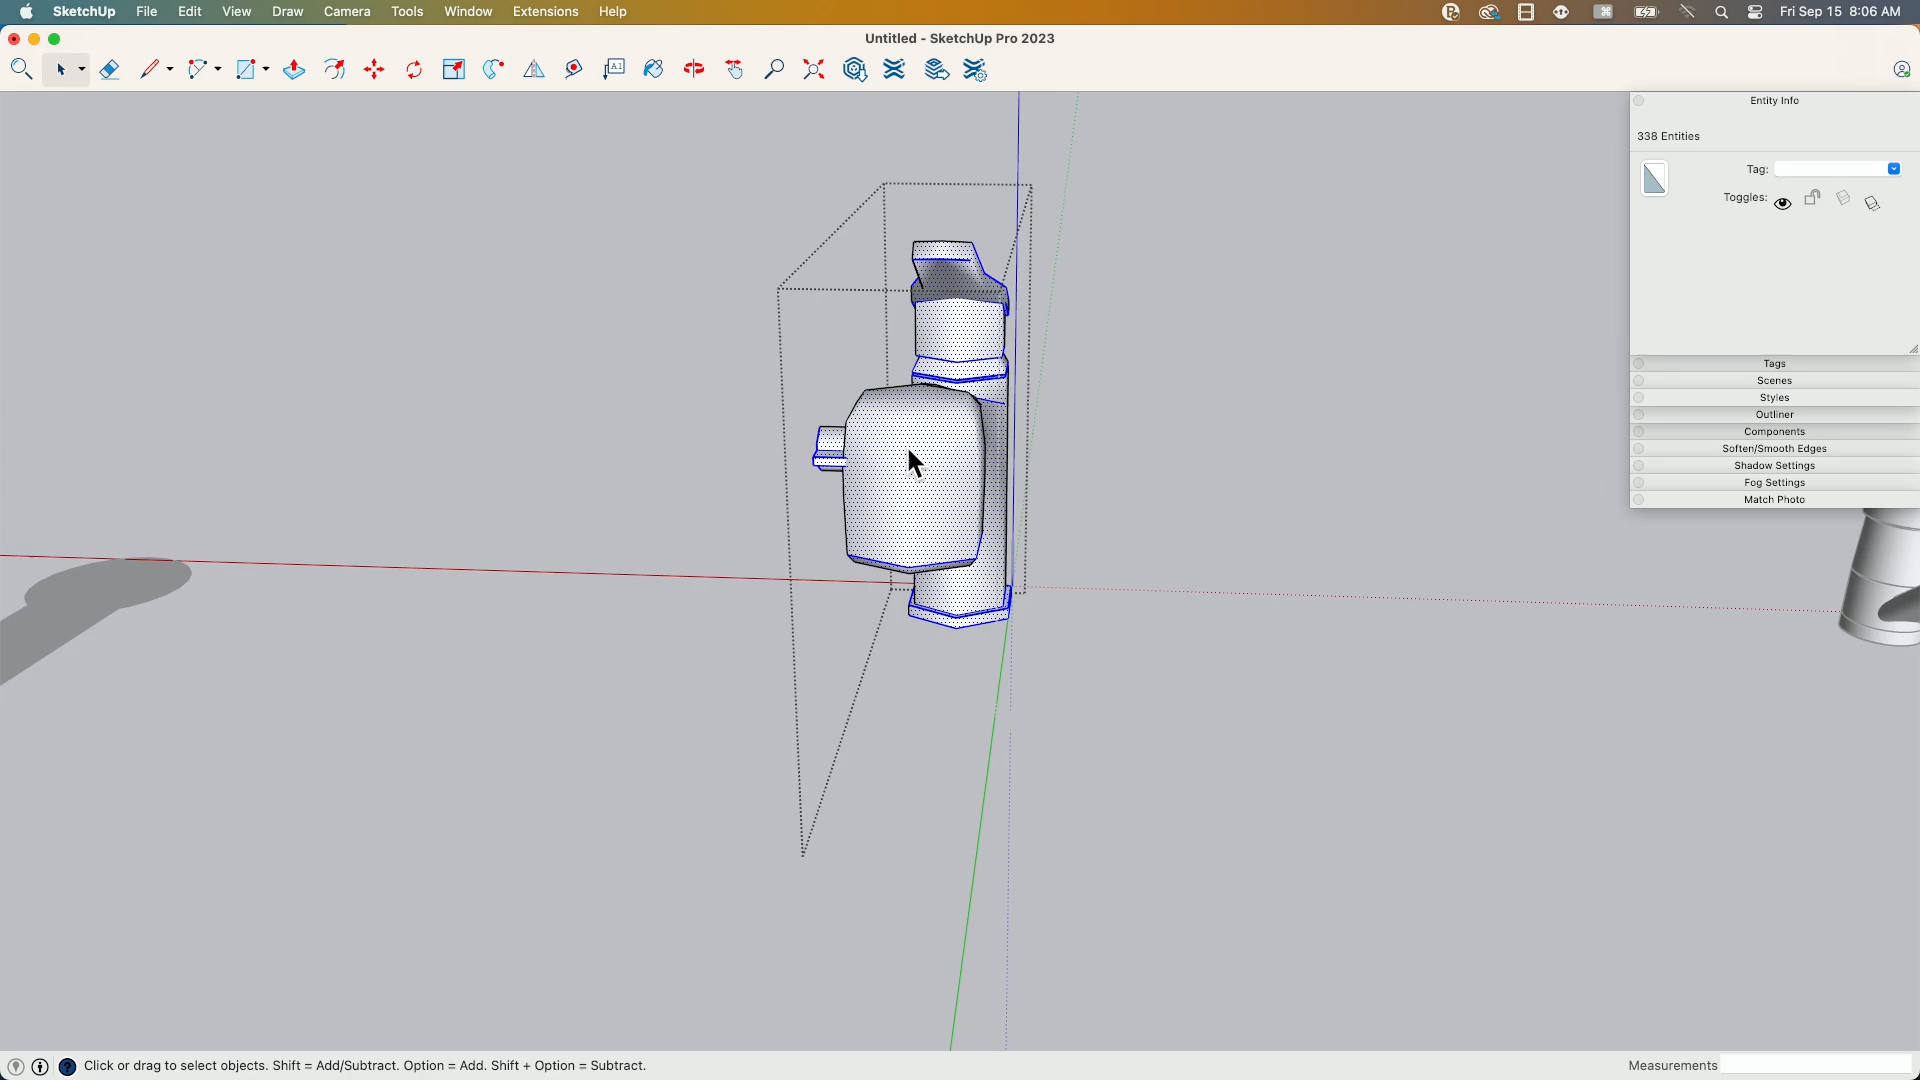 SketchUp File Edit View Draw Camera Tools Window Extensions Help
Fri Sep 15 8:06 AM
Untitled - SketchUp Pro 2023
A1
Entity Info
338 Entities
Tag:
Toggles:
Tags
Scenes
Styles
Outliner
Components
Soften/Smooth Edges
Shadow Settings
Fog Settings
Match Photo
Click or drag to select objects. Shift = Add/Subtract. Option = Add. Shift + Option = Subtract.
Measurements